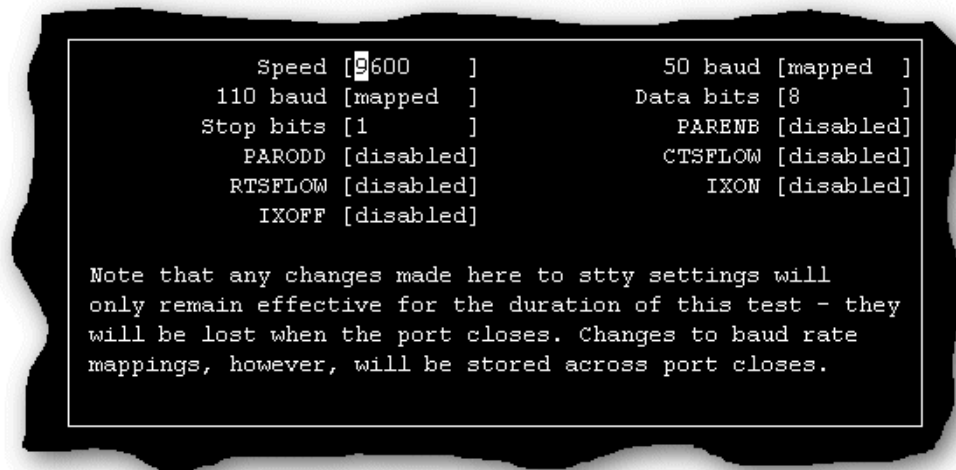 Speed [9600     ] 50 baud [mapped  ]
110 baud [mapped  ] Data bits [8       ]
Stop bits [1       ] PARENB [disabled]
PARODD [disabled] CTSFLOW [disabled]
RTSFLOW [disabled] IXON [disabled]
IXOFF [disabled]
Note that any changes made here to stty settings will
only remain effective for the duration of this test - they
will be lost when the port closes. Changes to baud rate
mappings, however, will be stored across port closes.